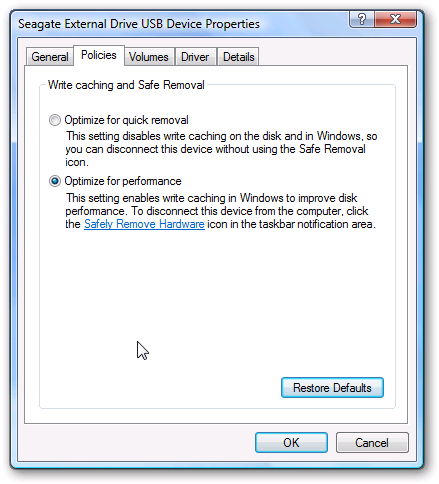 Seagate External Drive USB Device Properties
General Policies Volumes Driver Details
Write caching and Safe Removal
Optimize for quick removal
This setting disables write caching on the disk and in Windows, so
you can disconnect this device without using the Safe Removal
icon.
Optimize for performance
This setting enables write caching in Windows to improve disk
performance. To disconnect this device from the computer, click
the Safely Remove Hardware icon in the taskbar notification area.
Restore Defaults
OK Cancel